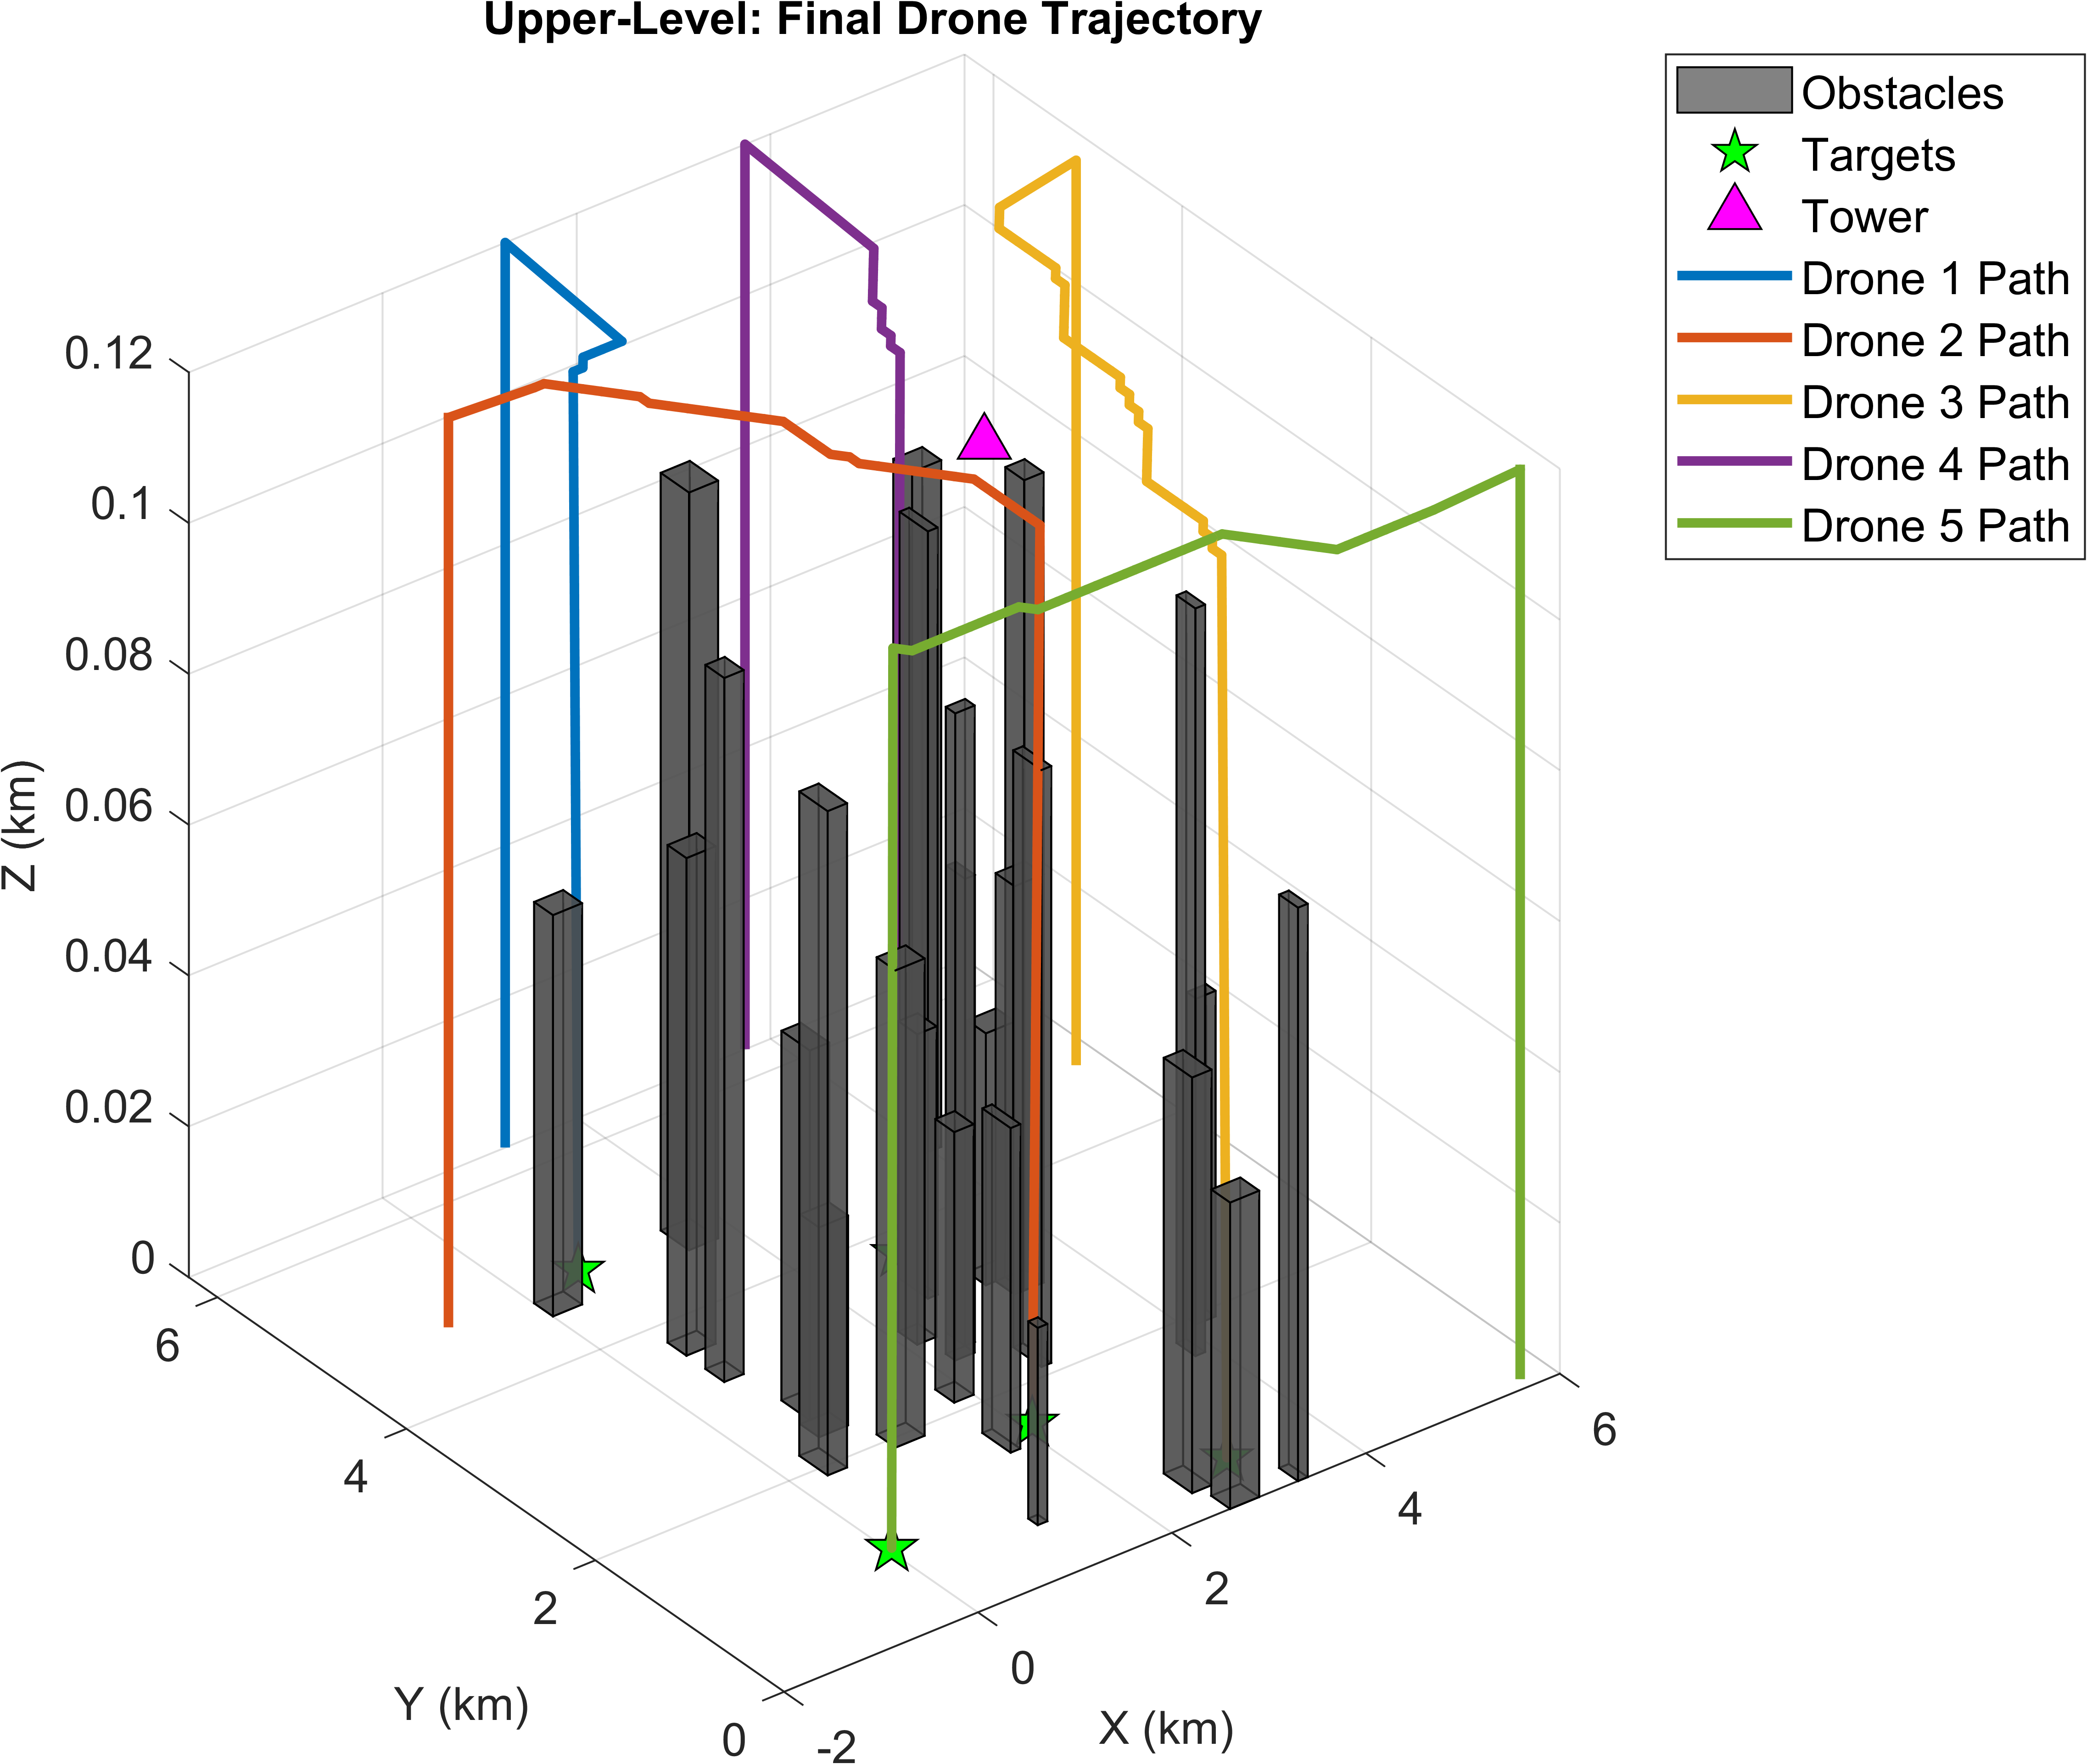 Upper-Level: Final Drone Trajectory
Obstacles
Targets
Tower
Drone 1 Path
Drone 2 Path
Drone 3 Path
Drone 4 Path
Drone 5 Path
0.12
0.1
0.08
0.06
0.04
0.02
0
Z (km)
6
4
2
0
Y (km)
-2
0
2
4
6
X (km)